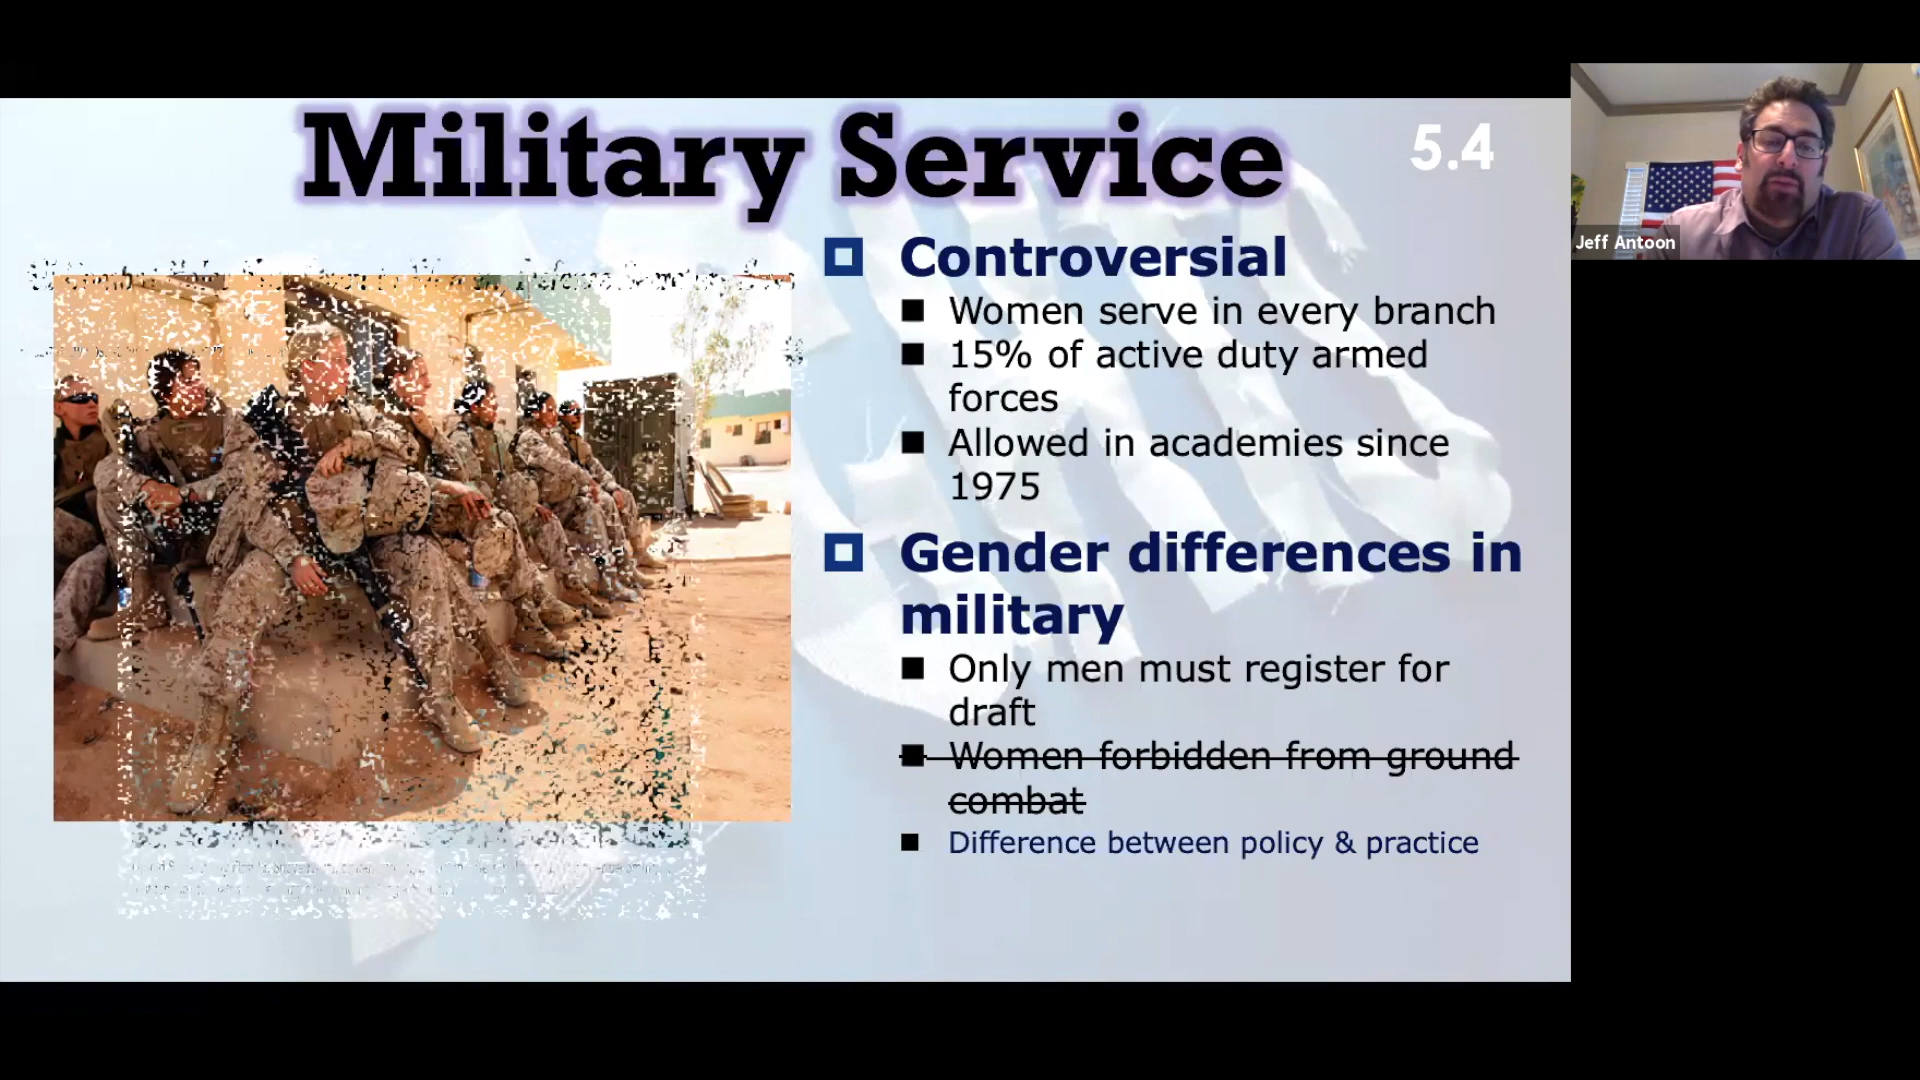 Military Service
5.4
Jeff Antoon
Controversial
Women serve in every branch
15% of active duty armed
forces
Allowed in academies since
1975
Gender differences in
military
Only men must register for
draft
Women forbidden from ground
combat
Difference between policy & practice